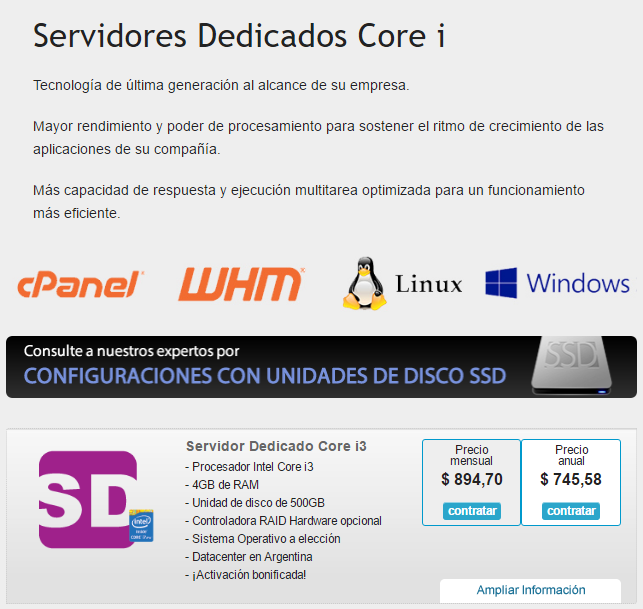 Servidores Dedicados Core i
Tecnología de última generación al alcance de su empresa.
Mayor rendimiento y poder de procesamiento para sostener el ritmo de crecimiento de las
aplicaciones de su compañía.
Más capacidad de respuesta y ejecución multitarea optimizada para un funcionamiento
más eficiente.
cPanel WHM Linux Windows
Consulte a nuestros expertos por
CONFIGURACIONES CON UNIDADES DE DISCO SSD
SSD
SD
intel
Servidor Dedicado Core i3
- Procesador Intel Core i3
- 4GB de RAM
- Unidad de disco de 500GB
- Controladora RAID Hardware opcional
- Sistema Operativo a elección
- Datacenter en Argentina
- ¡Activación bonificada!
Precio
mensual
$ 894,70
contratar
Precio
anual
$ 745,58
contratar
Ampliar Información